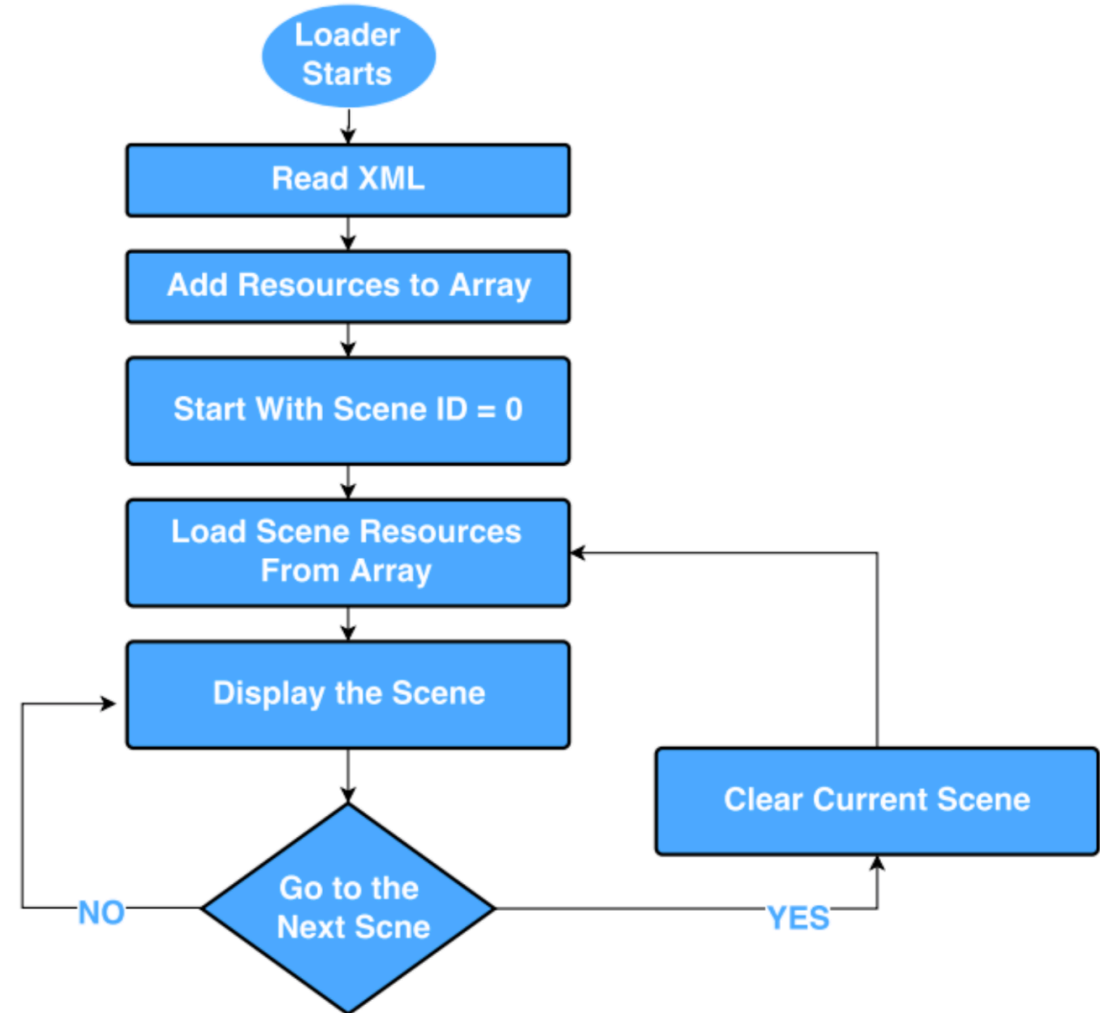 Loader
Starts
Read XML
Add Resources to Array
Start With Scene ID = 0
Load Scene Resources
From Array
Display the Scene
Clear Current Scene
Go to the
Next Scne
NO
YES